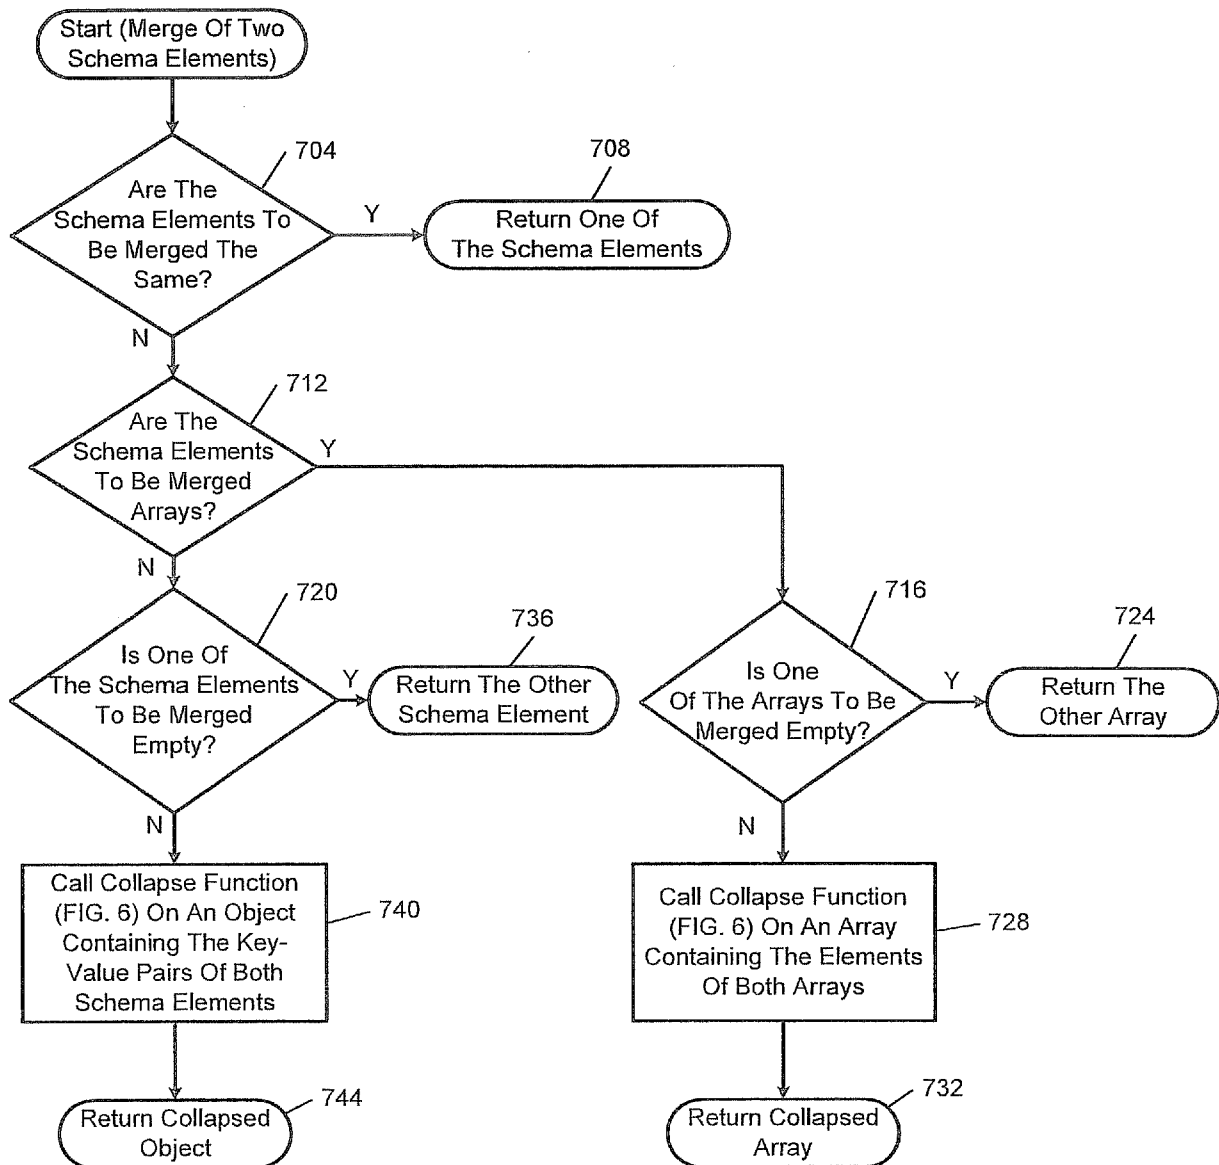 Start (Merge Of Two
Schema Elements)
704
Are The
Schema Elements To
Be Merged The
Same?
Y
708
Return One Of
The Schema Elements
N
712
Are The
Schema Elements
To Be Merged
Arrays?
Y
N
720
Is One Of
The Schema Elements
To Be Merged
Empty?
Y
736
Return The Other
Schema Element
716
Is One
Of The Arrays To Be
Merged Empty?
Y
724
Return The
Other Array
N
Call Collapse Function
(FIG. 6) On An Object
Containing The Key-
Value Pairs Of Both
Schema Elements
740
N
Call Collapse Function
(FIG. 6) On An Array
Containing The Elements
Of Both Arrays
728
Return Collapsed
Object
744
Return Collapsed
Array
732